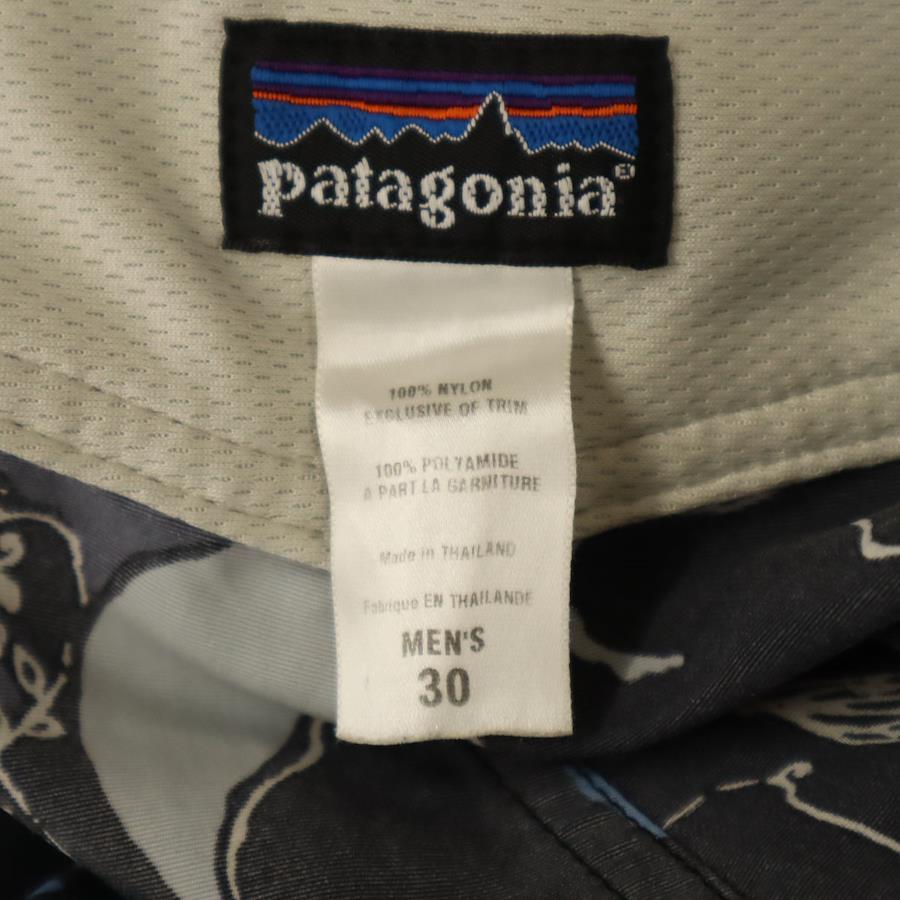 patagonia®
100% NYLON
EXCLUSIVE OF TRIM
100% POLYAMIDE
A PART LA GARNITURE
Made in THAILAND
Fabrique EN THAILANDE
MEN'S
30